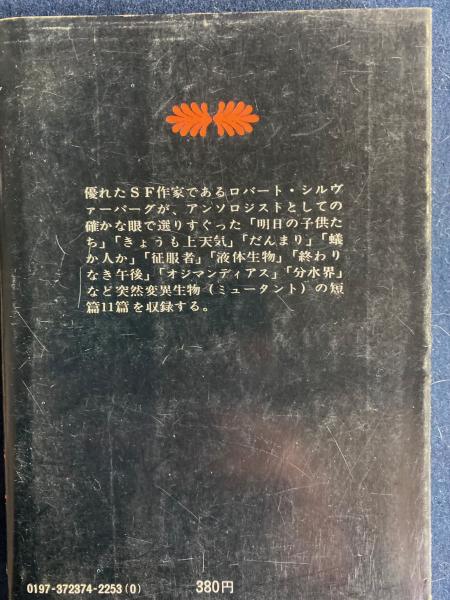 優れたSF作家であるロバート・シルヴ
ァーバーグが、アンソロジストとしての
確かな眼で選りすぐった「明日の子供た
ち」「きょうも上天気」「だんまり」「蟻
か人か」「征服者」「液体生物」「終わり
なき午後」「オジマンディアス」「分水界」
など突然変異生物(ミュータント)の短
篇11篇を収録する。
0197-372374-2253(0)
380円